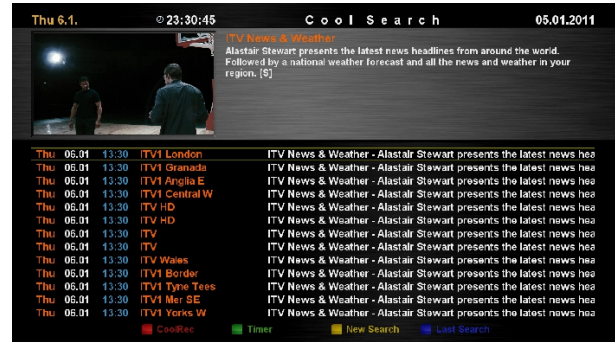 Thu 6.1. 23:30:45 Cool Search 05.01.2011
ITV News & Weather
Alastair Stewart presents the latest news headlines from around the world.
Followed by a national weather forecast and all the news and weather in your
region. [S]
Thu 06.01 13:30 ITV1 London ITV News & Weather - Alastair Stewart presents the latest news hea
Thu 06.01 13:30 ITV1 Granada ITV News & Weather - Alastair Stewart presents the latest news hea
Thu 06.01 13:30 ITV1 Anglia E ITV News & Weather - Alastair Stewart presents the latest news hea
Thu 06.01 13:30 ITV1 Central W ITV News & Weather - Alastair Stewart presents the latest news hea
Thu 06.01 13:30 ITV HD ITV News & Weather - Alastair Stewart presents the latest news hea
Thu 06.01 13:30 ITV HD ITV News & Weather - Alastair Stewart presents the latest news hea
Thu 06.01 13:30 ITV ITV News & Weather - Alastair Stewart presents the latest news hea
Thu 06.01 13:30 ITV ITV News & Weather - Alastair Stewart presents the latest news hea
Thu 06.01 13:30 ITV Wales ITV News & Weather - Alastair Stewart presents the latest news hea
Thu 06.01 13:30 ITV1 Border ITV News & Weather - Alastair Stewart presents the latest news hea
Thu 06.01 13:30 ITV1 Tyne Tees ITV News & Weather - Alastair Stewart presents the latest news hea
Thu 06.01 13:30 ITV1 Mer SE ITV News & Weather - Alastair Stewart presents the latest news hea
Thu 06.01 13:30 ITV1 Yorks W ITV News & Weather - Alastair Stewart presents the latest news hea
CoolRec Timer New Search Last Search